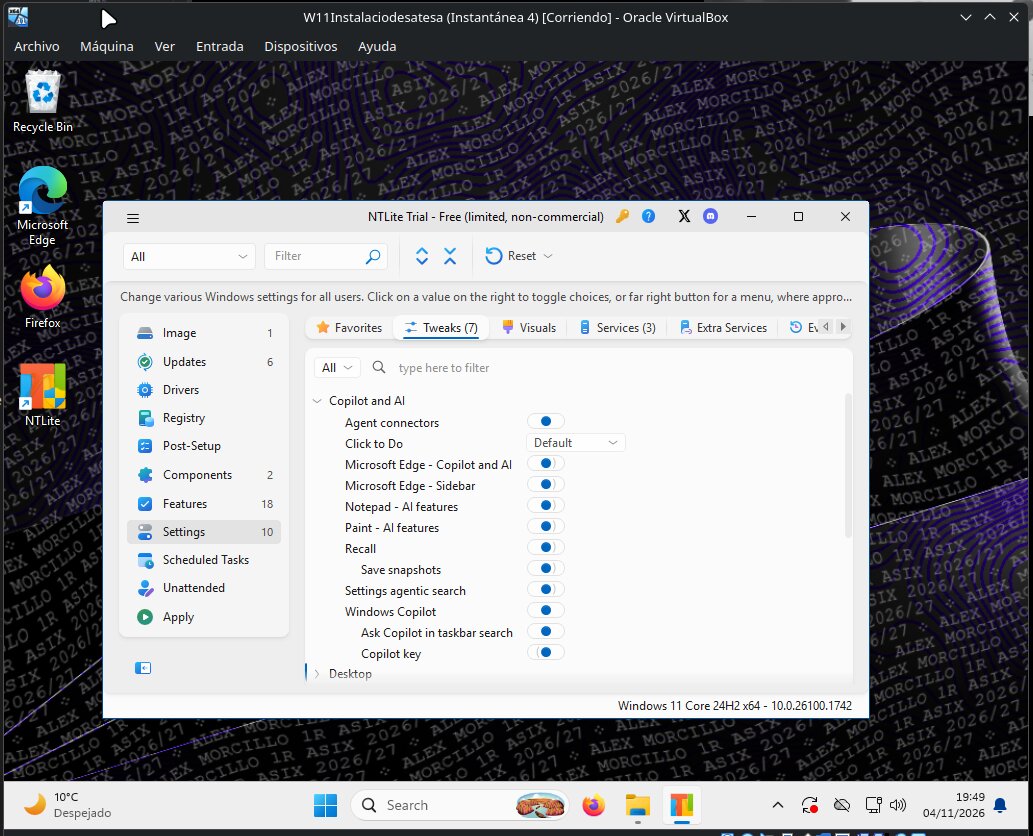 W11Instalaciodesatesa (Instantánea 4) [Corriendo] - Oracle VirtualBox
Archivo Máquina Ver Entrada Dispositivos Ayuda
ALEX MORCILLO 1R ASIX 2026/27
Recycle Bin
Microsoft
Edge
Firefox
NTLite
NTLite Trial - Free (limited, non-commercial)
All
Filter
Reset
Change various Windows settings for all users. Click on a value on the right to toggle choices, or far right button for a menu, where appro...
Image 1
Updates 6
Drivers
Registry
Post-Setup
Components 2
Features 18
Settings 10
Scheduled Tasks
Unattended
Apply
Favorites Tweaks (7) Visuals Services (3) Extra Services Ev
All type here to filter
Copilot and AI
Agent connectors
Click to Do Default
Microsoft Edge - Copilot and AI
Microsoft Edge - Sidebar
Notepad - AI features
Paint - AI features
Recall
Save snapshots
Settings agentic search
Windows Copilot
Ask Copilot in taskbar search
Copilot key
Desktop
Windows 11 Core 24H2 x64 - 10.0.26100.1742
10°C
Despejado
Search
19:49
04/11/2026